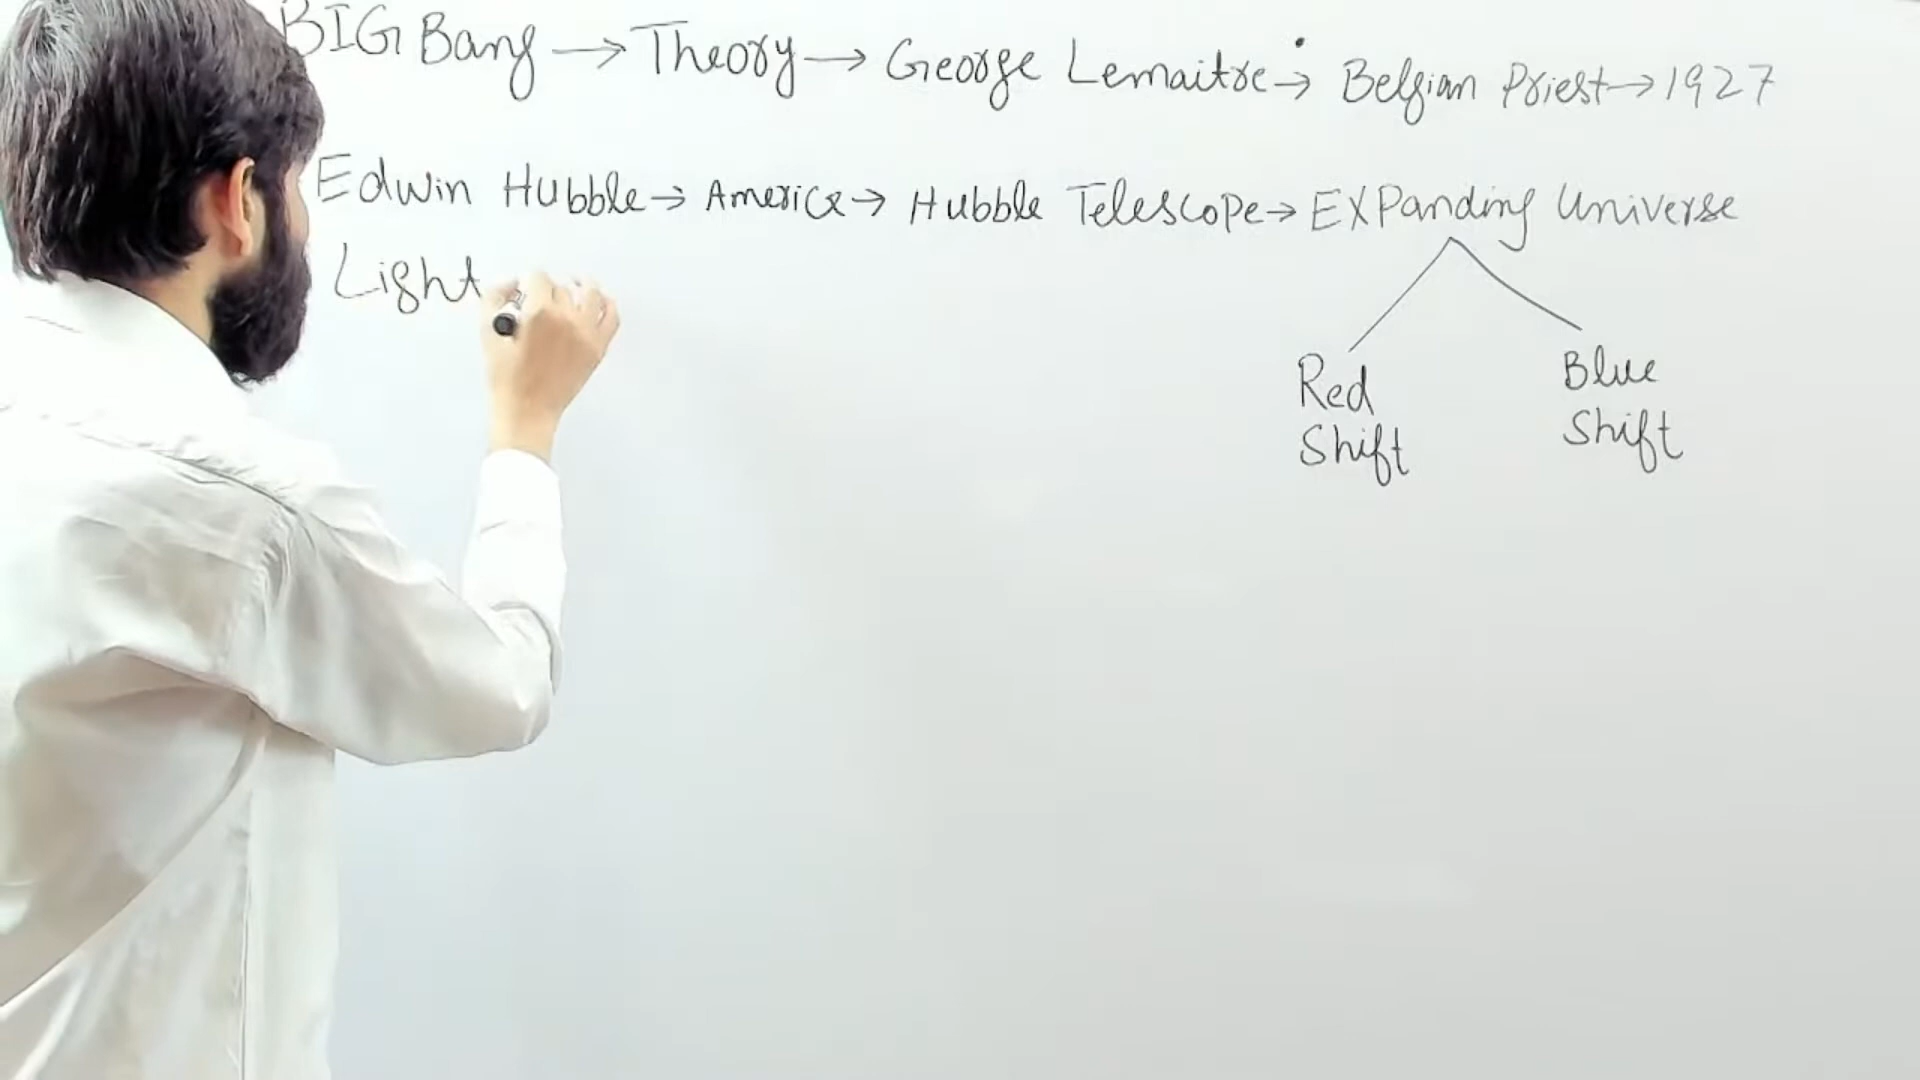 BIG Bang → Theory → George Lemaitre → Belgian Priest → 1927
Edwin Hubble → America → Hubble Telescope → EXPanding Universe
Light
Red
Shift
Blue
Shift